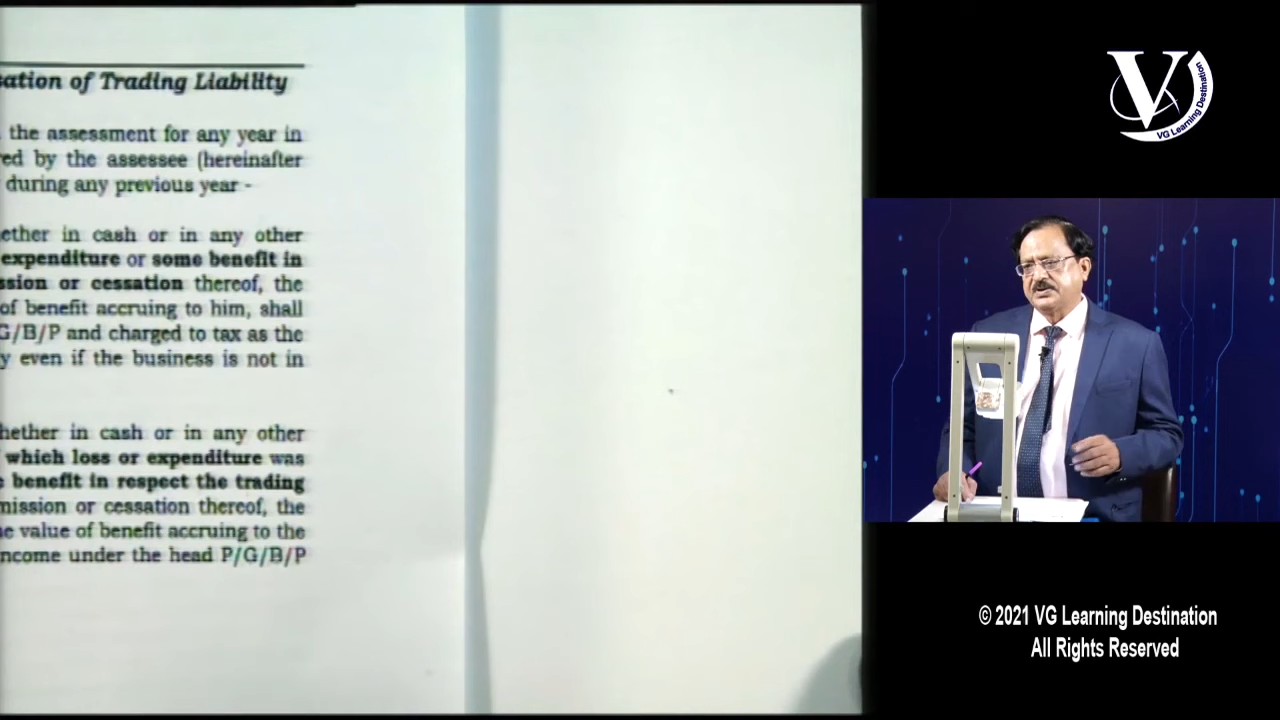 sation of Trading Liability
the assessment for any year in
red by the assessee (hereinafter
during any previous year -
ether in cash or in any other
expenditure or some benefit in
ssion or cessation thereof, the
of benefit accruing to him, shall
G/B/P and charged to tax as the
y even if the business is not in
hether in cash or in any other
which loss or expenditure was
e benefit in respect the trading
mission or cessation thereof, the
e value of benefit accruing to the
ncome under the head P/G/B/P
V
VG Learning Destination
© 2021 VG Learning Destination
All Rights Reserved